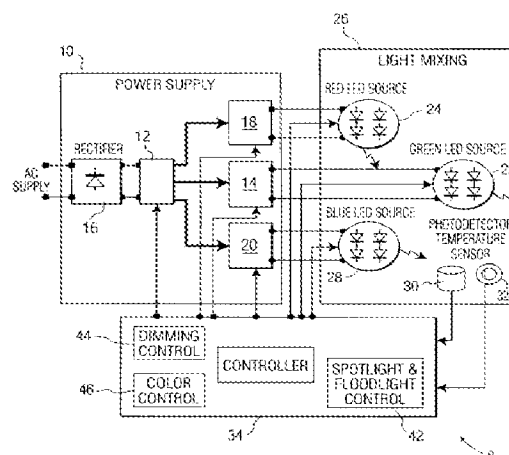 10
26
POWER SUPPLY
LIGHT MIXING
RED LED SOURCE
18
24
RECTIFIER
12
GREEN LED SOURCE
AC
SUPPLY
14
16
BLUE LED SOURCE
20
PHOTODETECTOR
TEMPERATURE
SENSOR
28
30
44
DIMMING
CONTROL
CONTROLLER
46
COLOR
CONTROL
SPOTLIGHT &
FLOODLIGHT
CONTROL
34
42